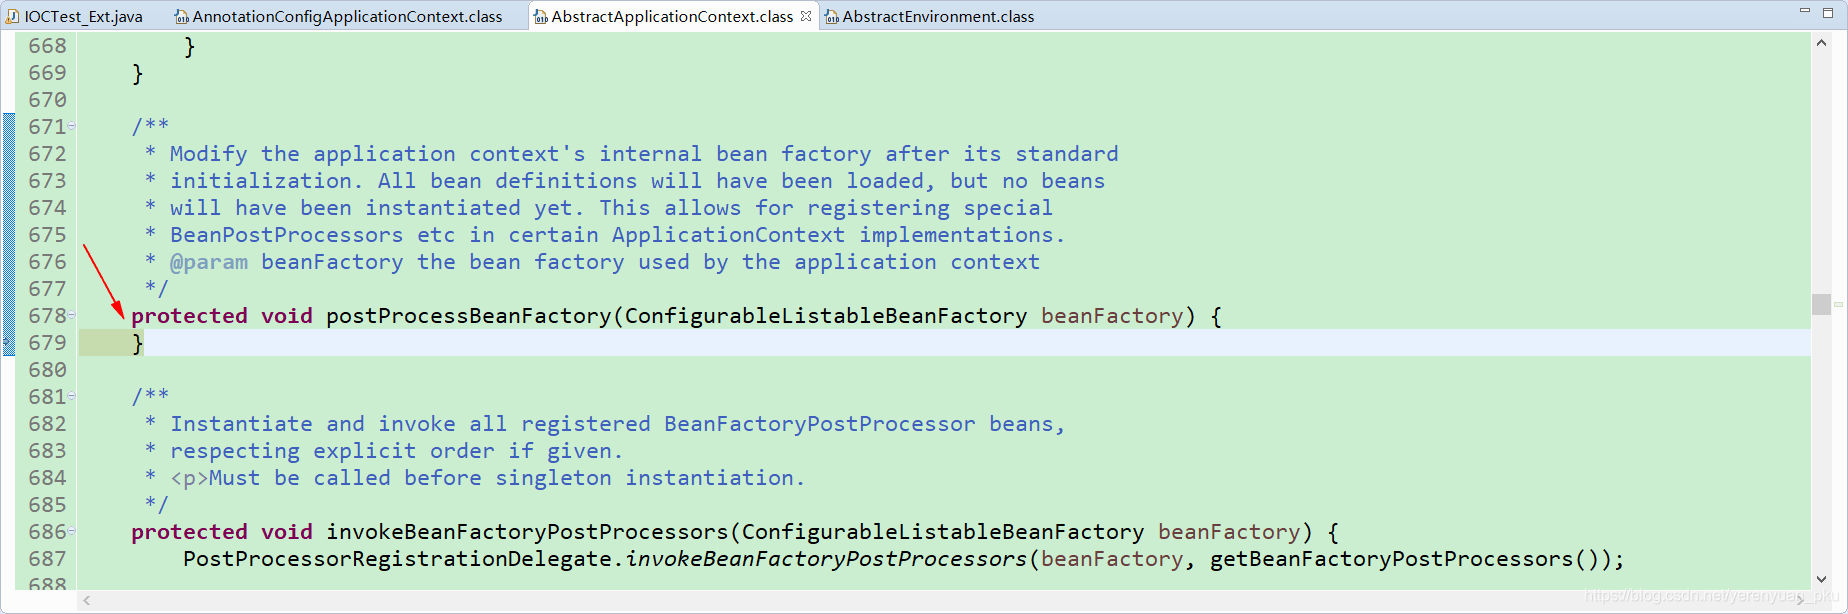 IOCTest_Ext.java AnnotationConfigApplicationContext.class AbstractApplicationContext.class AbstractEnvironment.class
668 }
669 }
670
671 /**
672 * Modify the application context's internal bean factory after its standard
673 * initialization. All bean definitions will have been loaded, but no beans
674 * will have been instantiated yet. This allows for registering special
675 * BeanPostProcessors etc in certain ApplicationContext implementations.
676 * @param beanFactory the bean factory used by the application context
677 */
678 protected void postProcessBeanFactory(ConfigurableListableBeanFactory beanFactory) {
679 }
680
681 /**
682 * Instantiate and invoke all registered BeanFactoryPostProcessor beans,
683 * respecting explicit order if given.
684 * <p>Must be called before singleton instantiation.
685 */
686 protected void invokeBeanFactoryPostProcessors(ConfigurableListableBeanFactory beanFactory) {
687 PostProcessorRegistrationDelegate.invokeBeanFactoryPostProcessors(beanFactory, getBeanFactoryPostProcessors());
688
https://blog.csdn.net/yerenyuan_pku